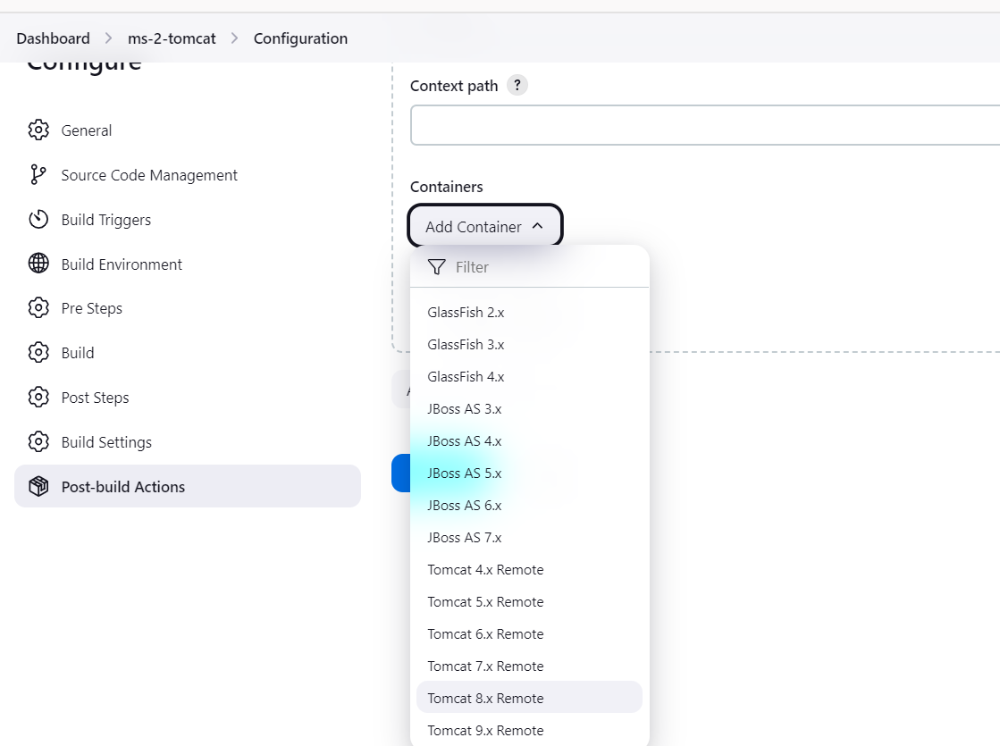 Dashboard > ms-2-tomcat > Configuration
Configure
General
Source Code Management
Build Triggers
Build Environment
Pre Steps
Build
Post Steps
Build Settings
Post-build Actions
Context path ?
Containers
Add Container
Filter
GlassFish 2.x
GlassFish 3.x
GlassFish 4.x
JBoss AS 3.x
JBoss AS 4.x
JBoss AS 5.x
JBoss AS 6.x
JBoss AS 7.x
Tomcat 4.x Remote
Tomcat 5.x Remote
Tomcat 6.x Remote
Tomcat 7.x Remote
Tomcat 8.x Remote
Tomcat 9.x Remote